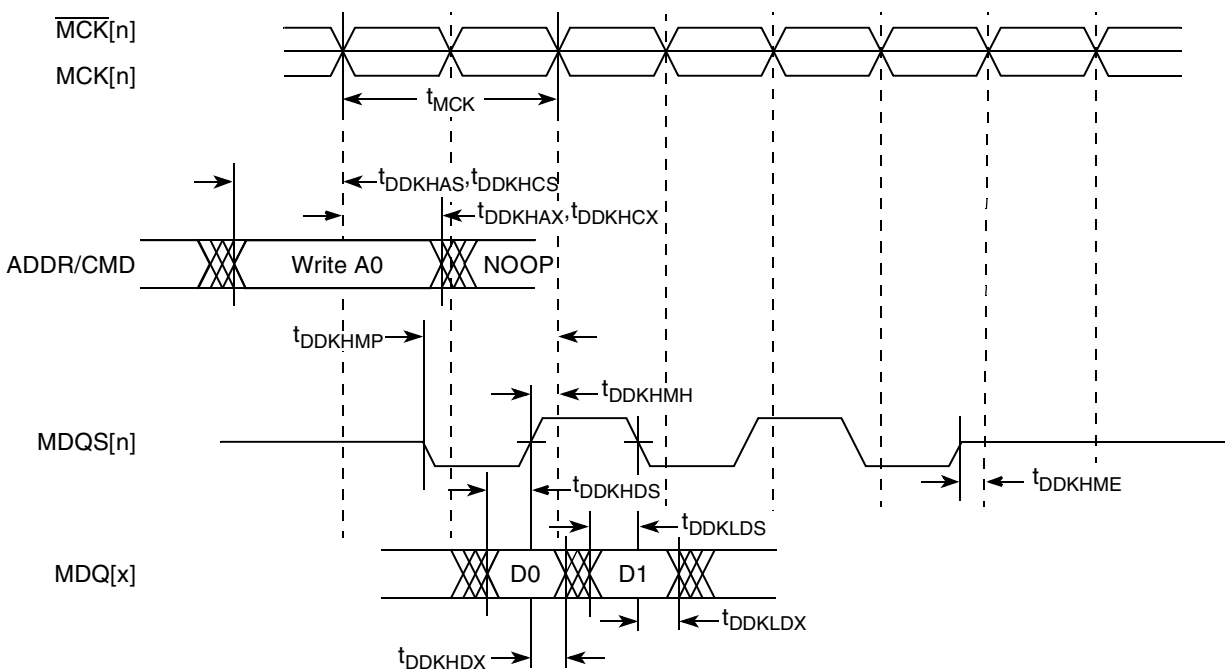 MCK[n]
MCK[n]
tMCK
tDDKHAS,tDDKHCS
tDDKHAX,tDDKHCX
ADDR/CMD
Write A0
NOOP
tDDKHMP
tDDKHMH
MDQS[n]
tDDKHDS
tDDKHME
tDDKLDS
MDQ[x]
D0
D1
tDDKLDX
tDDKHDX